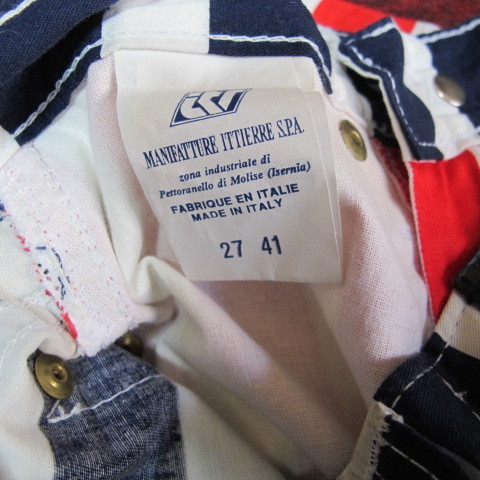 MANIFATTURE ITTIERRE S.P.A.
zona industriale di
Pettoranello di Molise (Isernia)
FABRIQUE EN ITALIE
MADE IN ITALY
27 41